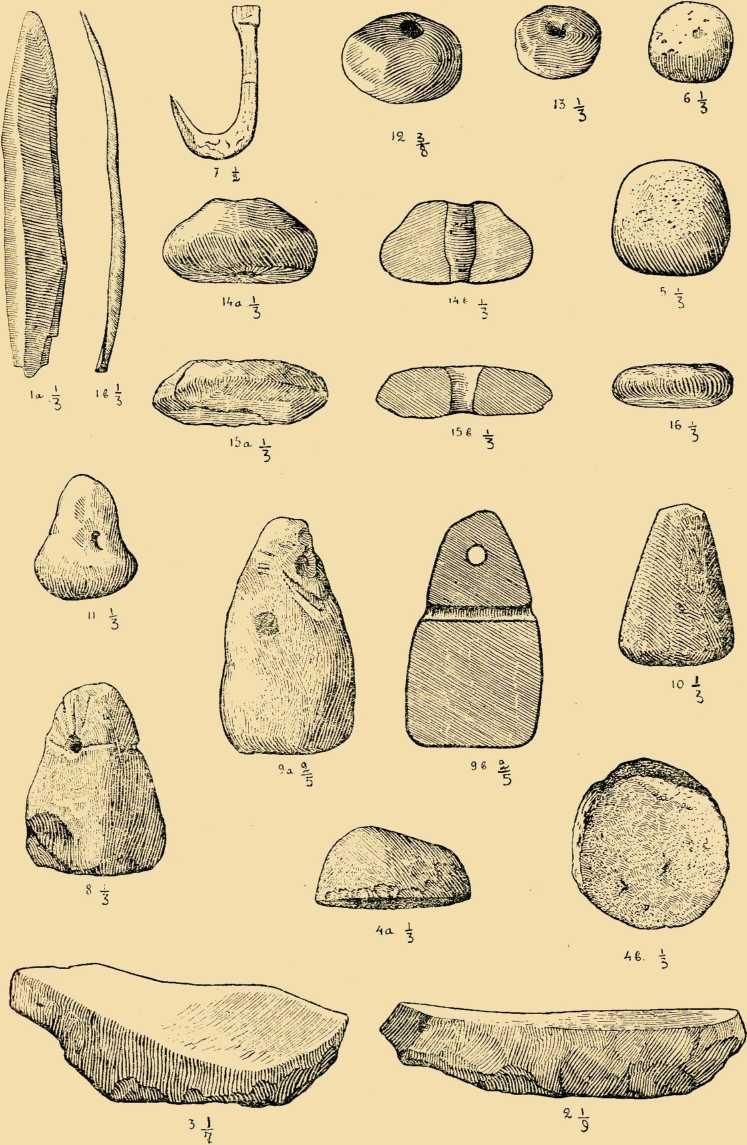 7 1/2
12 3/8
13 1/3
6 1/3
14a 1/3
14b 1/3
5 1/3
1a 1/3
1b 1/3
15a 1/3
15b 1/3
16 1/3
11 1/3
10 1/3
9a 2/5
9b 2/5
8 1/3
4a 1/3
4b. 1/3
3 1/7
2 1/9